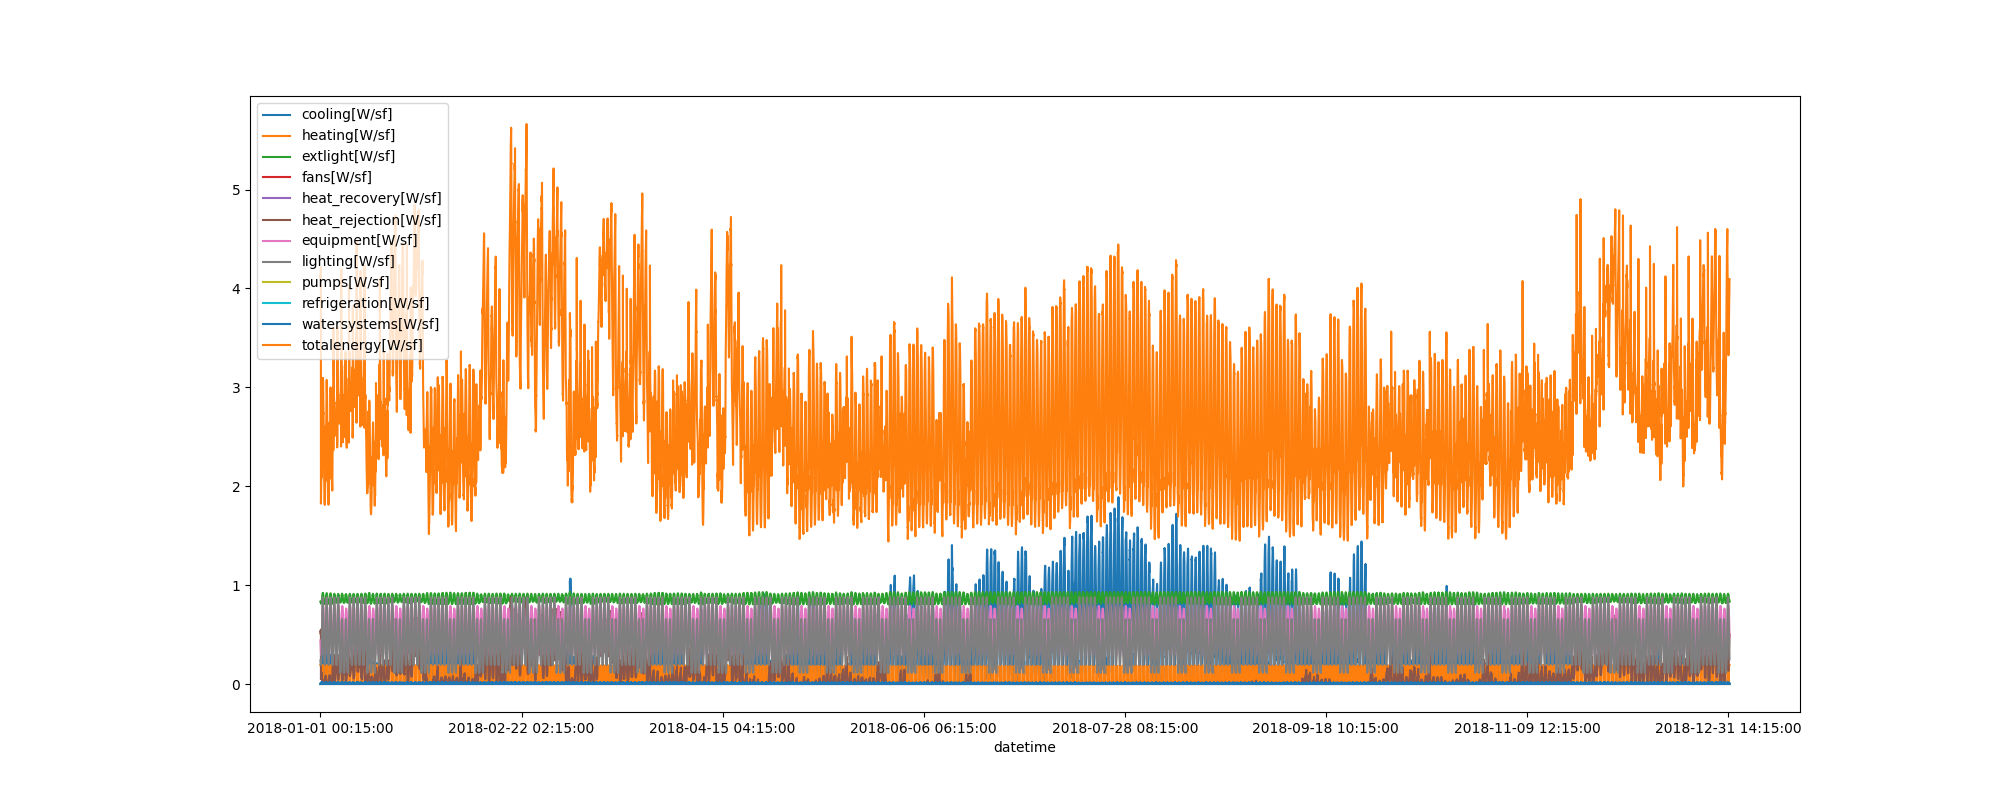 cooling[W/sf]
heating[W/sf]
extlight[W/sf]
fans[W/sf]
heat_recovery[W/sf]
heat_rejection[W/sf]
equipment[W/sf]
lighting[W/sf]
pumps[W/sf]
refrigeration[W/sf]
watersystems[W/sf]
totalenergy[W/sf]
5
4
3
2
1
0
2018-01-01 00:15:00 2018-02-22 02:15:00 2018-04-15 04:15:00 2018-06-06 06:15:00 2018-07-28 08:15:00 2018-09-18 10:15:00 2018-11-09 12:15:00 2018-12-31 14:15:00
datetime